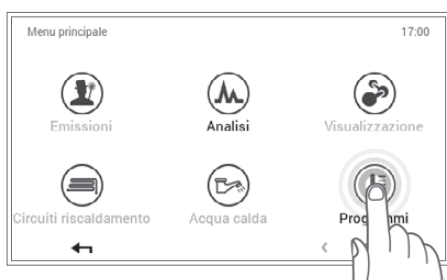 Menu principale 17:00
Emissioni Analisi Visualizzazione
Circuiti riscaldamento Acqua calda